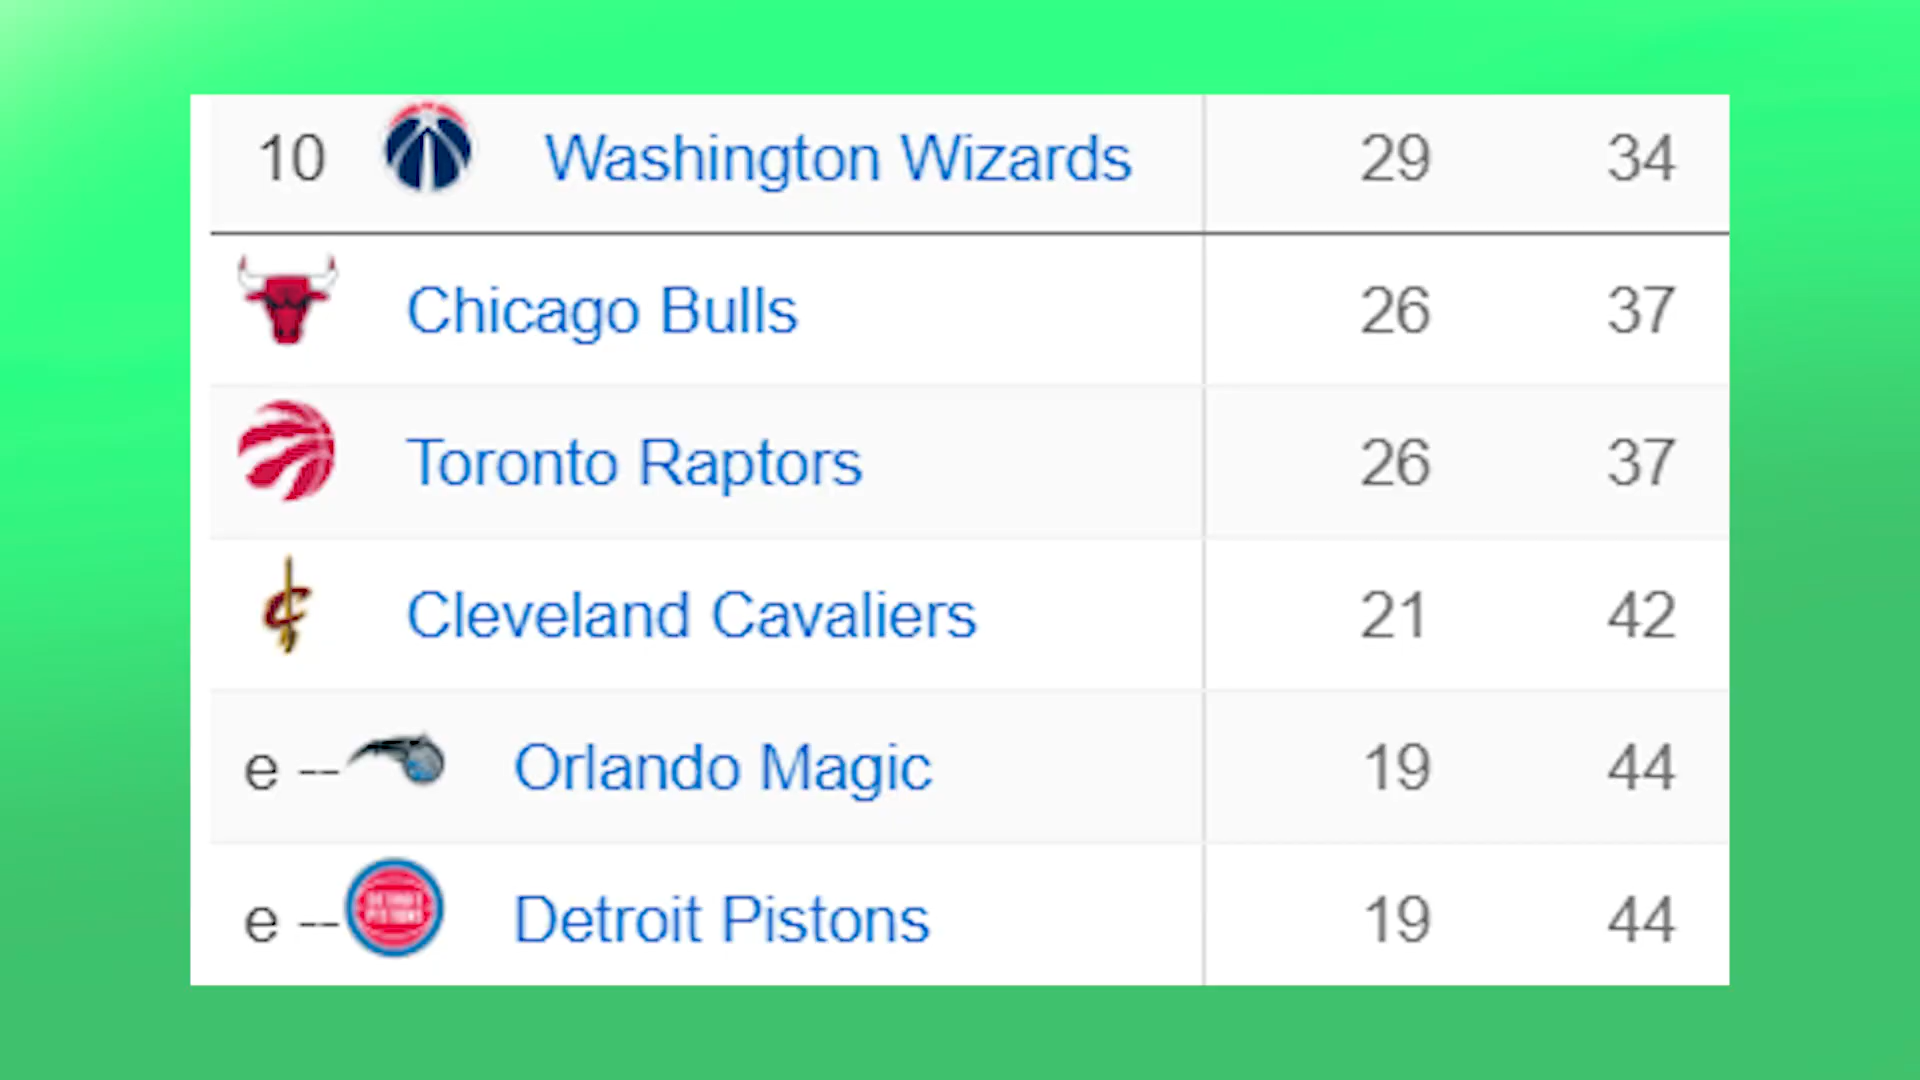 10 Washington Wizards 29 34
Chicago Bulls 26 37
Toronto Raptors 26 37
Cleveland Cavaliers 21 42
e -- Orlando Magic 19 44
e -- Detroit Pistons 19 44